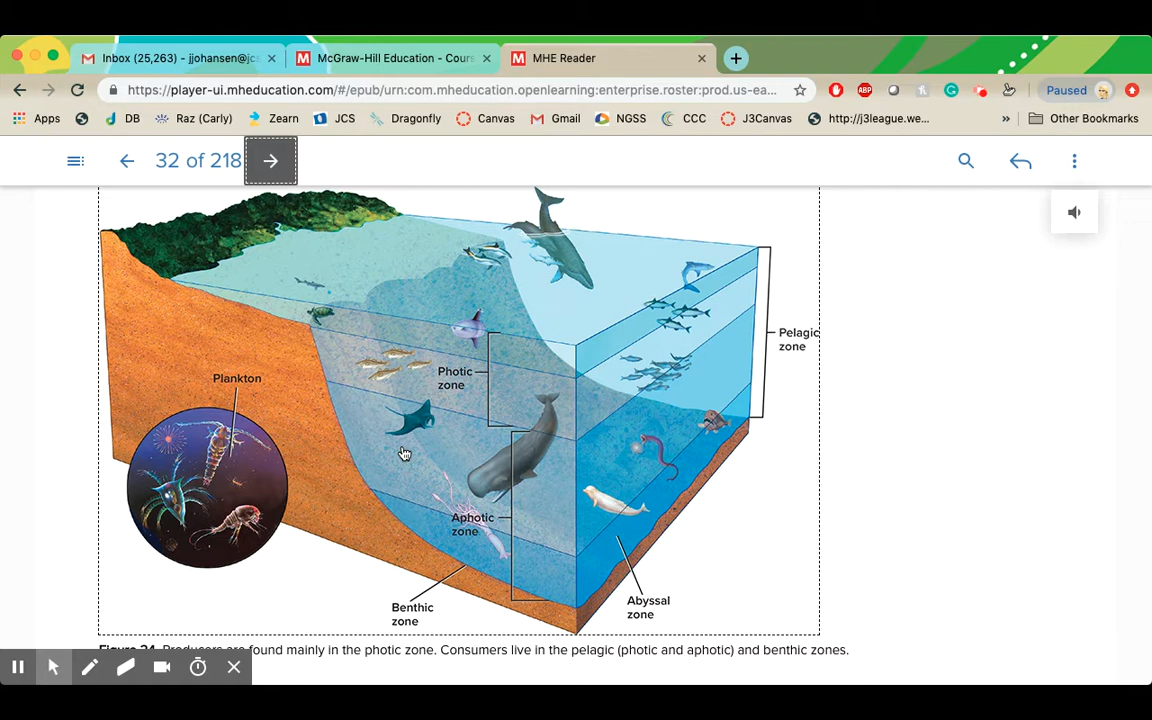 Inbox (25,263) - jjohansen@jc
McGraw-Hill Education - Cours
MHE Reader
https://player-ui.mheducation.com/#/epub/urn:com.mheducation.openlearning:enterprise.roster:prod.us-ea...
ABP
Paused
Apps
DB
Raz (Carly)
Zearn
JCS
Dragonfly
Canvas
Gmail
NGSS
CCC
J3Canvas
http://j3league.we...
»
Other Bookmarks
32 of 218
Pelagic
zone
Photic
zone
Plankton
Aphotic
zone
Benthic
zone
Abyssal
zone
Figure 24 Producers are found mainly in the photic zone. Consumers live in the pelagic (photic and aphotic) and benthic zones.